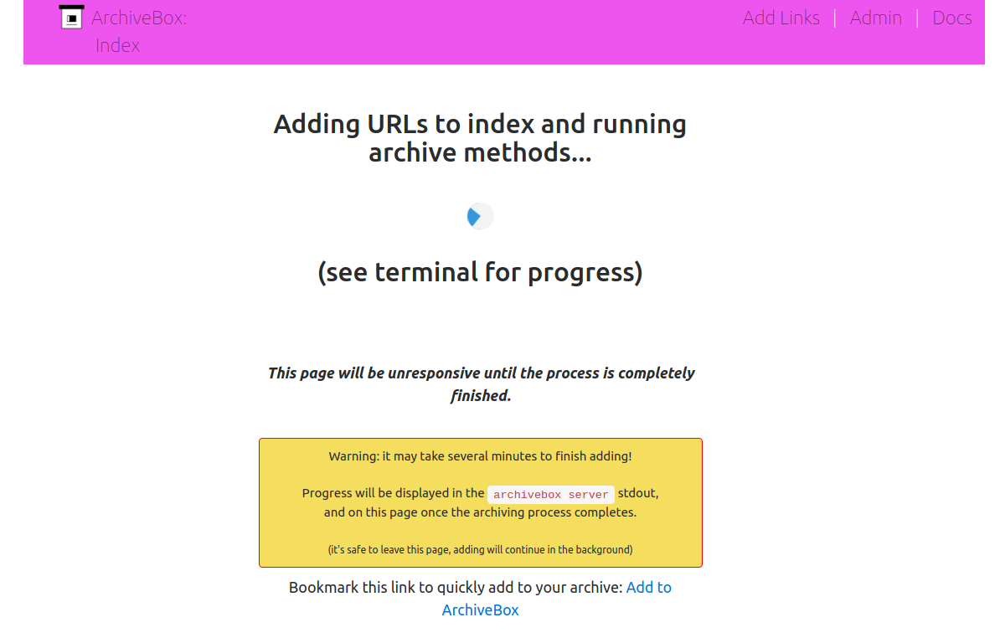 ArchiveBox:
Index
Add Links | Admin | Docs
Adding URLs to index and running
archive methods...
(see terminal for progress)
This page will be unresponsive until the process is completely
finished.
Warning: it may take several minutes to finish adding!
Progress will be displayed in the archivebox server stdout,
and on this page once the archiving process completes.
(it's safe to leave this page, adding will continue in the background)
Bookmark this link to quickly add to your archive: Add to
ArchiveBox